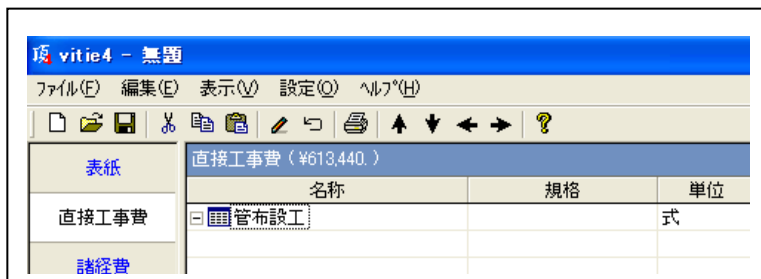 頂 vitie4 - 無題
ファイル(F) 編集(E) 表示(V) 設定(O) ヘルプ(H)
表紙
直接工事費
諸経費
直接工事費(¥613,440.)
名称 規格 単位
管布設工 式